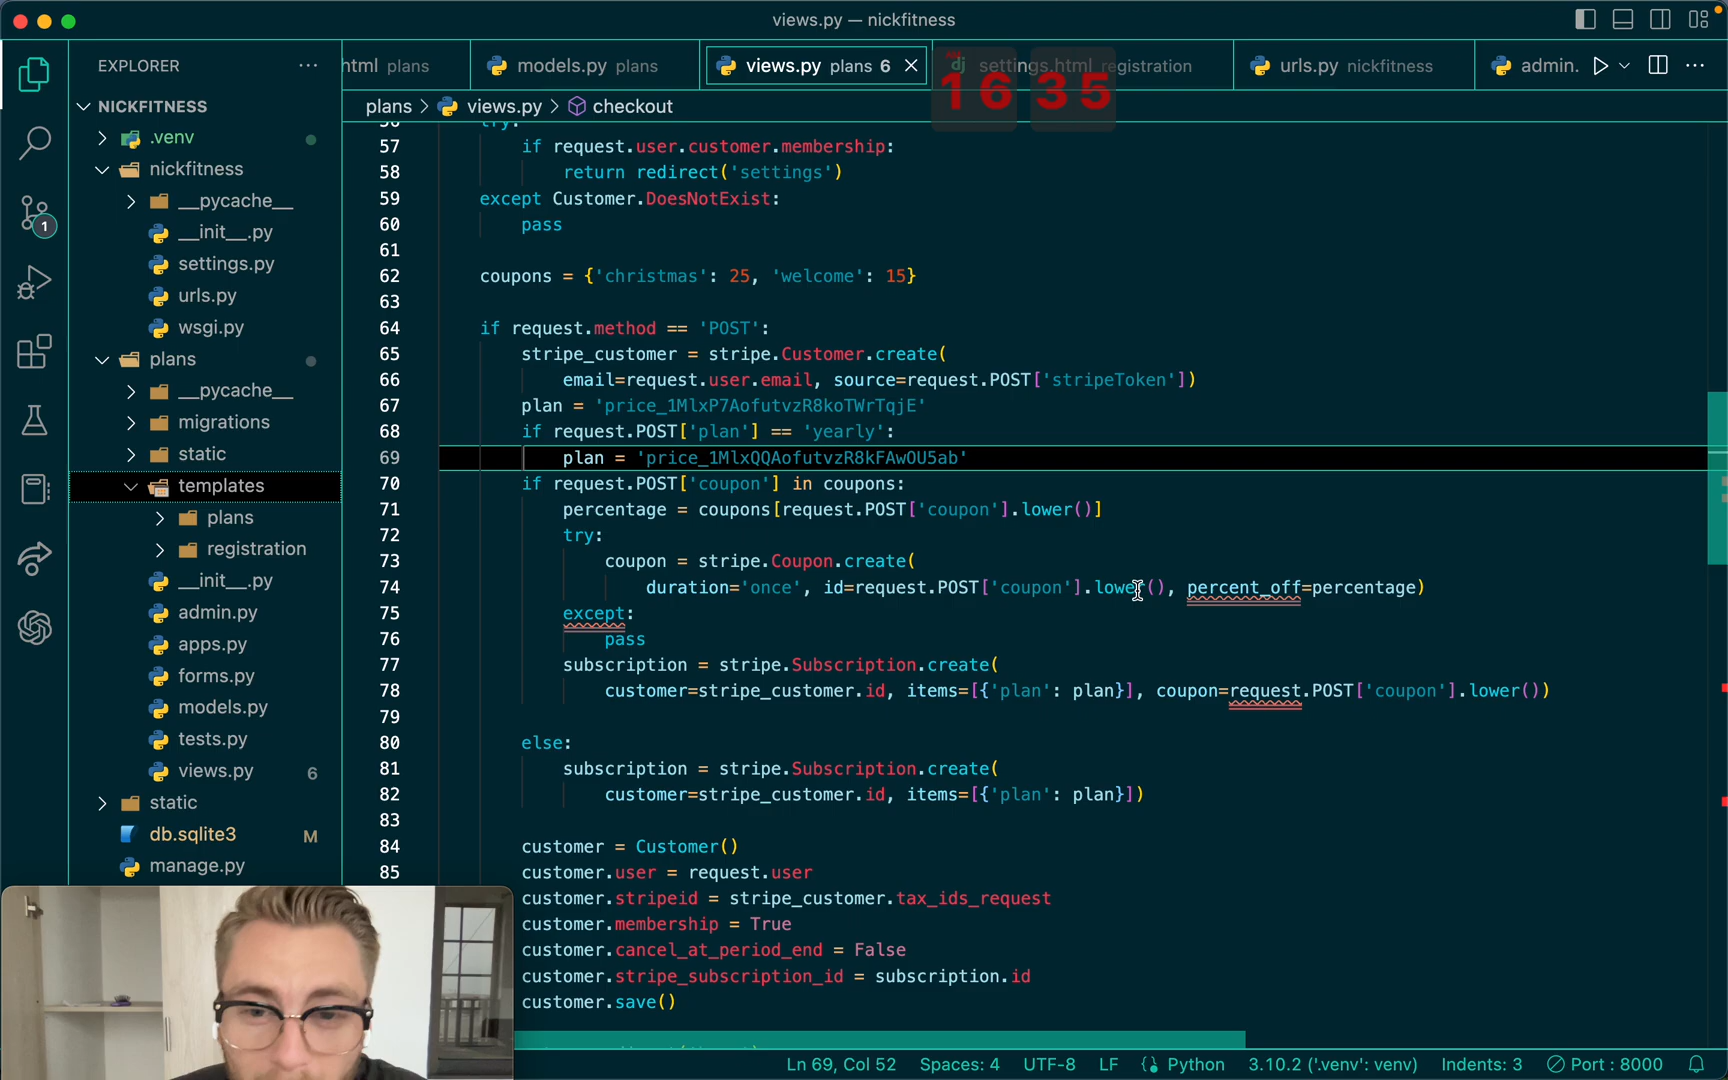 views.py — nickfitness
EXPLORER
html plans
models.py plans
views.py plans 6
settings.html registration
urls.py nickfitness
admin.
16 35
plans > views.py > checkout
NICKFITNESS
.venv
nickfitness
__pycache__
__init__.py
settings.py
urls.py
wsgi.py
plans
__pycache__
migrations
static
templates
plans
registration
__init__.py
admin.py
apps.py
forms.py
models.py
tests.py
views.py 6
static
db.sqlite3 M
manage.py
1
56 try:
57 if request.user.customer.membership:
58 return redirect('settings')
59 except Customer.DoesNotExist:
60 pass
61
62 coupons = {'christmas': 25, 'welcome': 15}
63
64 if request.method == 'POST':
65 stripe_customer = stripe.Customer.create(
66 email=request.user.email, source=request.POST['stripeToken'])
67 plan = 'price_1MlxP7AofutvzR8koTWrTqjE'
68 if request.POST['plan'] == 'yearly':
69 plan = 'price_1MlxQQAofutvzR8kFAwOU5ab'
70 if request.POST['coupon'] in coupons:
71 percentage = coupons[request.POST['coupon'].lower()]
72 try:
73 coupon = stripe.Coupon.create(
74 duration='once', id=request.POST['coupon'].lower(), percent_off=percentage)
75 except:
76 pass
77 subscription = stripe.Subscription.create(
78 customer=stripe_customer.id, items=[{'plan': plan}], coupon=request.POST['coupon'].lower())
79
80 else:
81 subscription = stripe.Subscription.create(
82 customer=stripe_customer.id, items=[{'plan': plan}])
83
84 customer = Customer()
85 customer.user = request.user
customer.stripeid = stripe_customer.tax_ids_request
customer.membership = True
customer.cancel_at_period_end = False
customer.stripe_subscription_id = subscription.id
customer.save()
Ln 69, Col 52 Spaces: 4 UTF-8 LF Python 3.10.2 ('.venv': venv) Indents: 3 Port : 8000